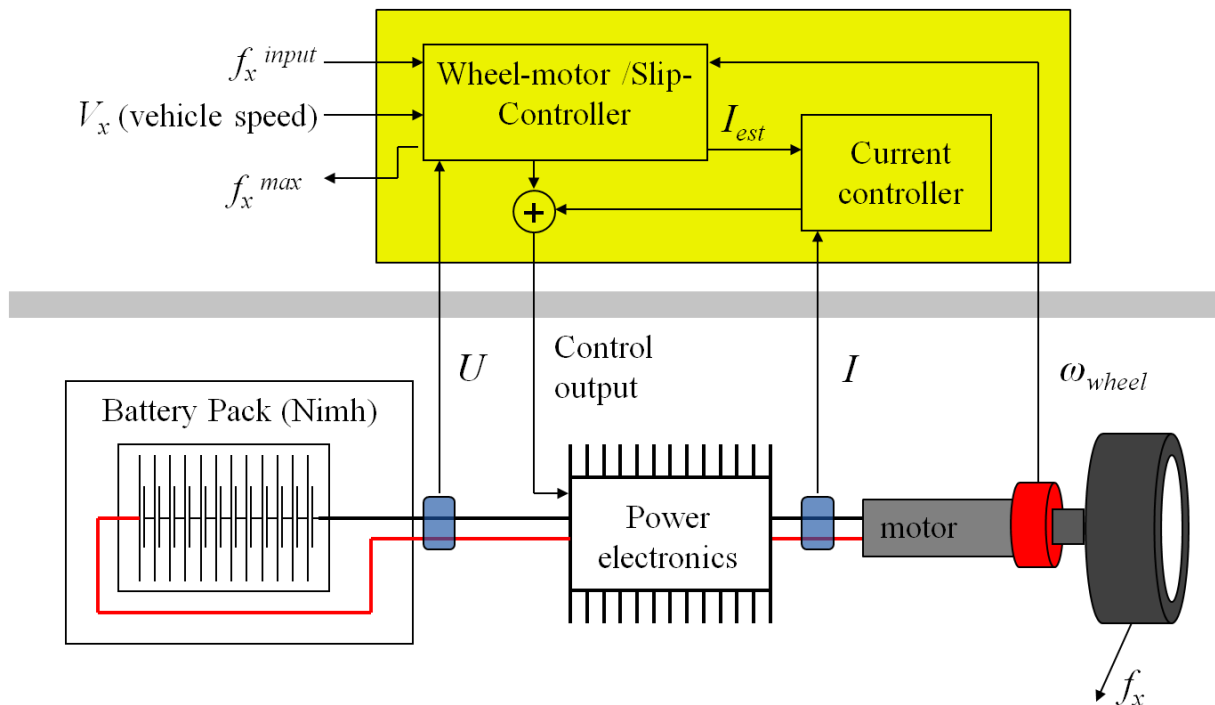 f_x^input
Wheel-motor /Slip-
Controller
V_x (vehicle speed)
I_est
Current
controller
f_x^max
+
U
Control
output
I
ω_wheel
Battery Pack (Nimh)
Power
electronics
motor
f_x